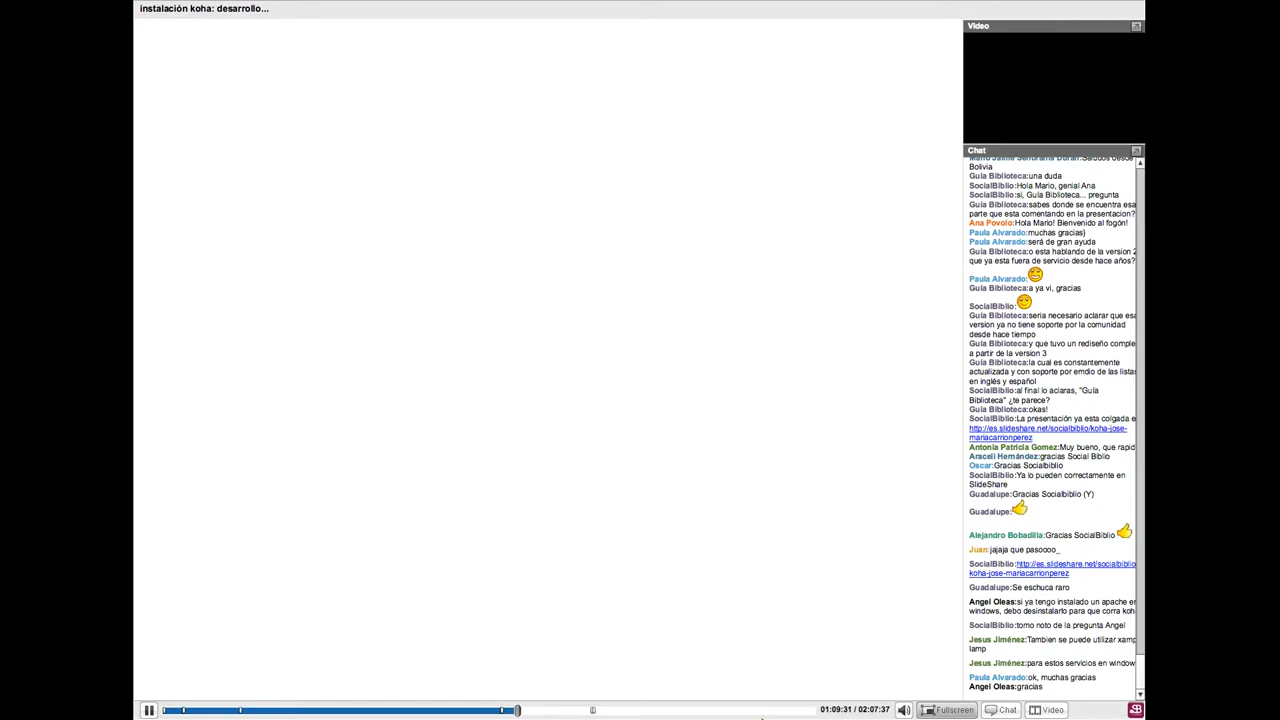 instalación koha: desarrollo...
Video
Chat
Mario Jaime Señorama Durán:Saludos desde
Bolivia
Guía Biblioteca:una duda
SocialBiblio:Hola Mario, genial Ana
SocialBiblio:si, Guía Biblioteca... pregunta
Guía Biblioteca:sabes donde se encuentra esa
parte que esta comentando en la presentacion?
Ana Povolo:Hola Mario! Bienvenido al fogón!
Paula Alvarado:muchas gracias)
Paula Alvarado:será de gran ayuda
Guía Biblioteca:o esta hablando de la version 2
que ya esta fuera de servicio desde hace años?
Paula Alvarado:
Guía Biblioteca:a ya vi, gracias
SocialBiblio:
Guía Biblioteca:seria necesario aclarar que esa
version ya no tiene soporte por la comunidad
desde hace tiempo
Guía Biblioteca:y que tuvo un rediseño comple
a partir de la version 3
Guía Biblioteca:la cual es constantemente
actualizada y con soporte por emdio de las listas
en inglés y español
SocialBiblio:al final lo aclaras, "Guía
Biblioteca" ¿te parece?
Guía Biblioteca:okas!
SocialBiblio:La presentación ya esta colgada e
http://es.slideshare.net/socialbiblio/koha-jose-
mariacarrionperez
Antonia Patricia Gomez:Muy bueno, que rapid
Araceli Hernández:gracias Social Biblio
Oscar:Gracias Socialbiblio
SocialBiblio:Ya lo pueden correctamente en
SlideShare
Guadalupe:Gracias Socialbiblio (Y)
Guadalupe:
Alejandro Bobadilla:Gracias SocialBiblio
Juan:jajaja que pasoooo_
SocialBiblio:http://es.slideshare.net/socialbiblio
koha-jose-mariacarrionperez
Guadalupe:Se eschuca raro
Angel Oleas:si ya tengo instalado un apache en
windows, debo desinstalarlo para que corra koh
SocialBiblio:tomo noto de la pregunta Angel
Jesus Jiménez:Tambien se puede utilizar xamp
lamp
Jesus Jiménez:para estos servicios en window
Paula Alvarado:ok, muchas gracias
Angel Oleas:gracias
01:09:31 / 02:07:37
Fullscreen
Chat
Video
SB